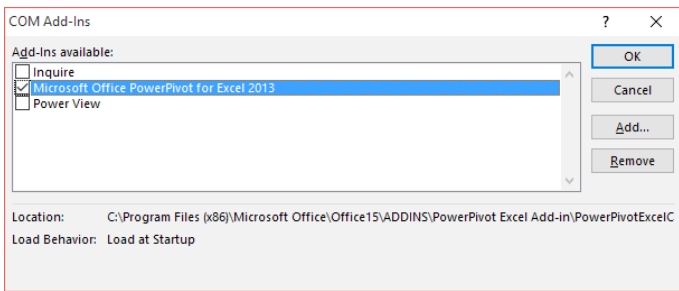 COM Add-Ins ? ×
Add-Ins available:
Inquire
Microsoft Office PowerPivot for Excel 2013
Power View
OK
Cancel
Add...
Remove
Location: C:\Program Files (x86)\Microsoft Office\Office15\ADDINS\PowerPivot Excel Add-in\PowerPivotExcelC
Load Behavior: Load at Startup